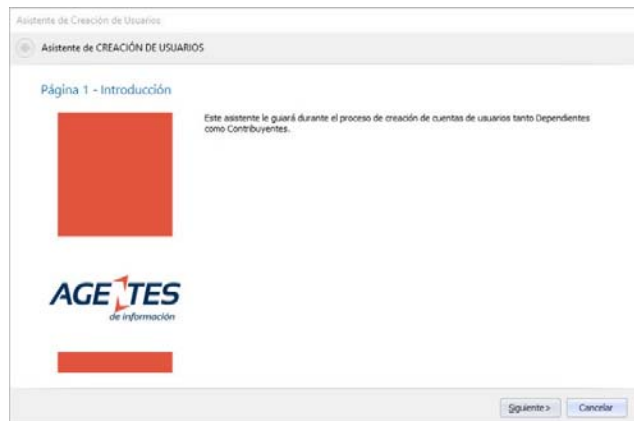 Asistente de Creación de Usuarios
Asistente de CREACIÓN DE USUARIOS
Página 1 - Introducción
Este asistente le guiará durante el proceso de creación de cuentas de usuarios tanto Dependientes
como Contribuyentes.
AGENTES
de información
Siguiente >
Cancelar